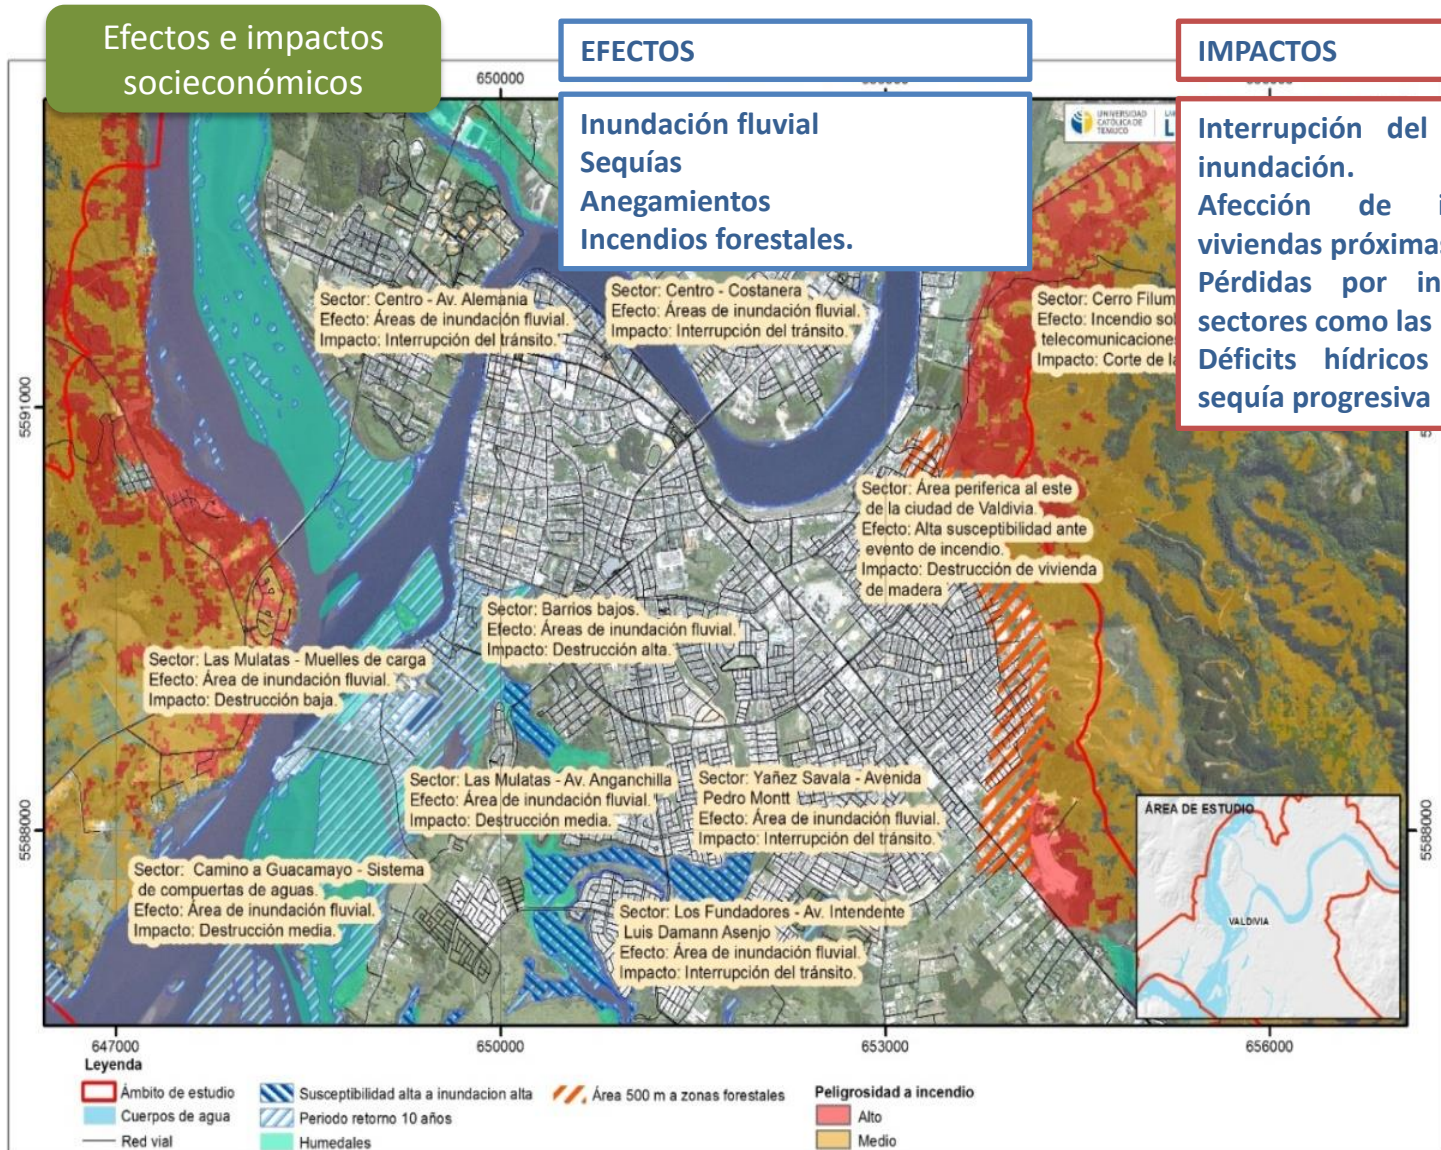 Efectos e impactos
socieconómicos
EFECTOS
Inundación fluvial
Sequías
Anegamientos
Incendios forestales.
IMPACTOS
Interrupción del
inundación.
Afección de
viviendas próximas
Pérdidas por in
sectores como las
Déficits hídricos
sequía progresiva
650000
656000
UNIVERSIDAD
CATÓLICA DE
TEMUCO
Sector: Centro - Av. Alemania
Efecto: Áreas de inundación fluvial.
Impacto: Interrupción del tránsito.
Sector: Centro - Costanera
Efecto: Áreas de inundación fluvial.
Impacto: Interrupción del tránsito.
Sector: Cerro Filum
Efecto: Incendio so
telecomunicaciones
Impacto: Corte de la
5591000
Sector: Área periferica al este
de la ciudad de Valdivia.
Efecto: Alta susceptibilidad ante
evento de incendio.
Impacto: Destrucción de vivienda
de madera
Sector: Barrios bajos.
Efecto: Áreas de inundación fluvial.
Impacto: Destrucción alta.
Sector: Las Mulatas - Muelles de carga
Efecto: Área de inundación fluvial.
Impacto: Destrucción baja.
Sector: Las Mulatas - Av. Anganchilla
Efecto: Área de inundación fluvial.
Impacto: Destrucción media.
Sector: Yañez Savala - Avenida
Pedro Montt
Efecto: Área de inundación fluvial.
Impacto: Interrupción del tránsito.
5588000
5588000
Sector: Camino a Guacamayo - Sistema
de compuertas de aguas.
Efecto: Área de inundación fluvial.
Impacto: Destrucción media.
Sector: Los Fundadores - Av. Intendente
Luis Damann Asenjo
Efecto: Área de inundación fluvial.
Impacto: Interrupción del tránsito.
ÁREA DE ESTUDIO
VALDIVIA
647000
650000
653000
656000
Leyenda
Ámbito de estudio
Cuerpos de agua
Red vial
Susceptibilidad alta a inundacion alta
Periodo retorno 10 años
Humedales
Área 500 m a zonas forestales
Peligrosidad a incendio
Alto
Medio